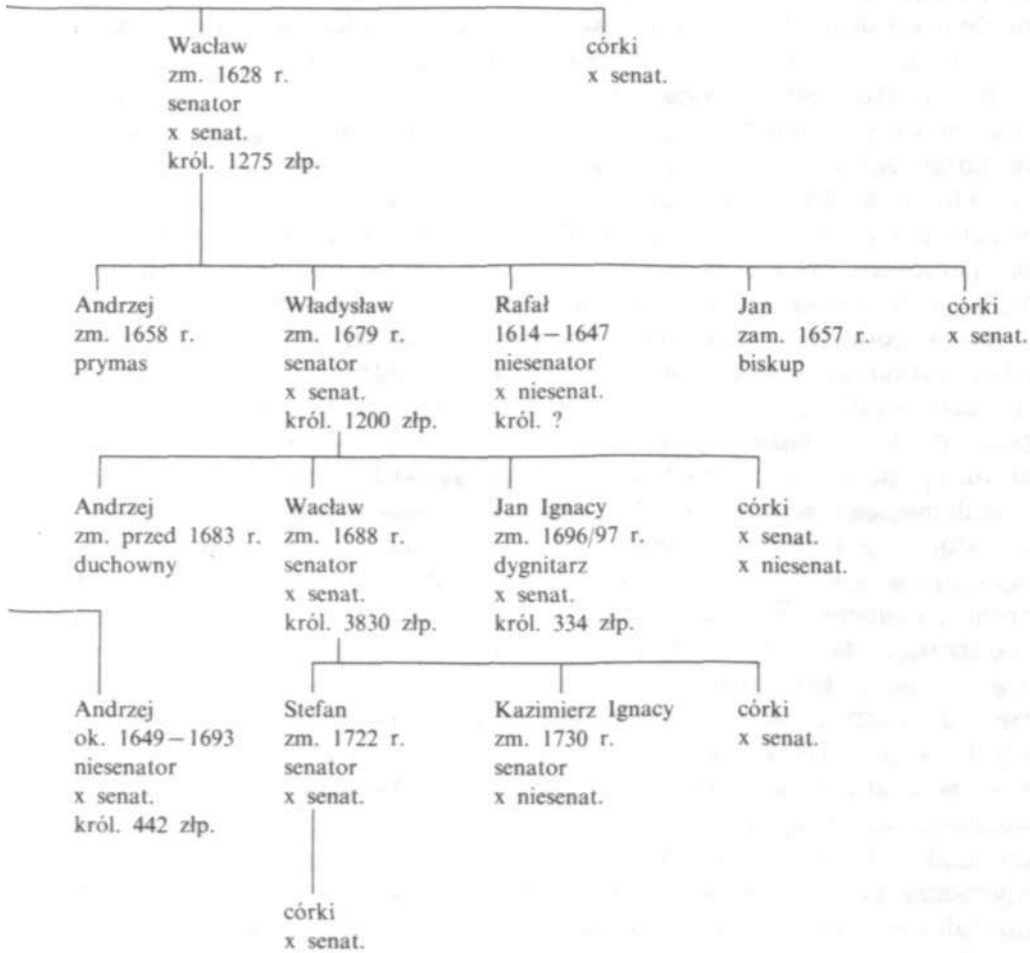 Wacław
zm. 1628 r.
senator
x senat.
król. 1275 złp.
córki
x senat.
Andrzej
zm. 1658 r.
prymas
Władysław
zm. 1679 r.
senator
x senat.
król. 1200 złp.
Rafał
1614–1647
niesenator
x niesenat.
król. ?
Jan
zam. 1657 r.
biskup
córki
x senat.
Andrzej
zm. przed 1683 r.
duchowny
Wacław
zm. 1688 r.
senator
x senat.
król. 3830 złp.
Jan Ignacy
zm. 1696/97 r.
dygnitarz
x senat.
król. 334 złp.
córki
x senat.
x niesenat.
Andrzej
ok. 1649–1693
niesenator
x senat.
król. 442 złp.
Stefan
zm. 1722 r.
senator
x senat.
Kazimierz Ignacy
zm. 1730 r.
senator
x niesenat.
córki
x senat.
córki
x senat.